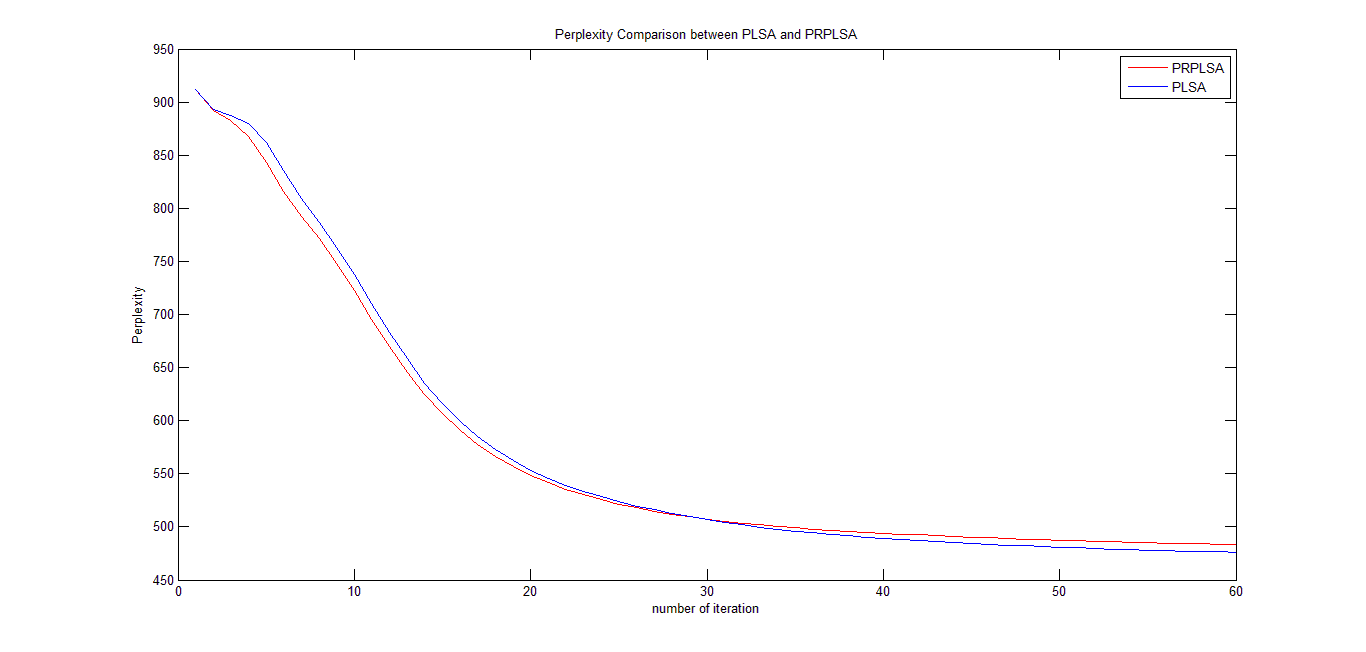 Perplexity Comparison between PLSA and PRPLSA
PRPLSA
PLSA
950
900
850
800
750
700
650
600
550
500
450
Perplexity
0 10 20 30 40 50 60
number of iteration